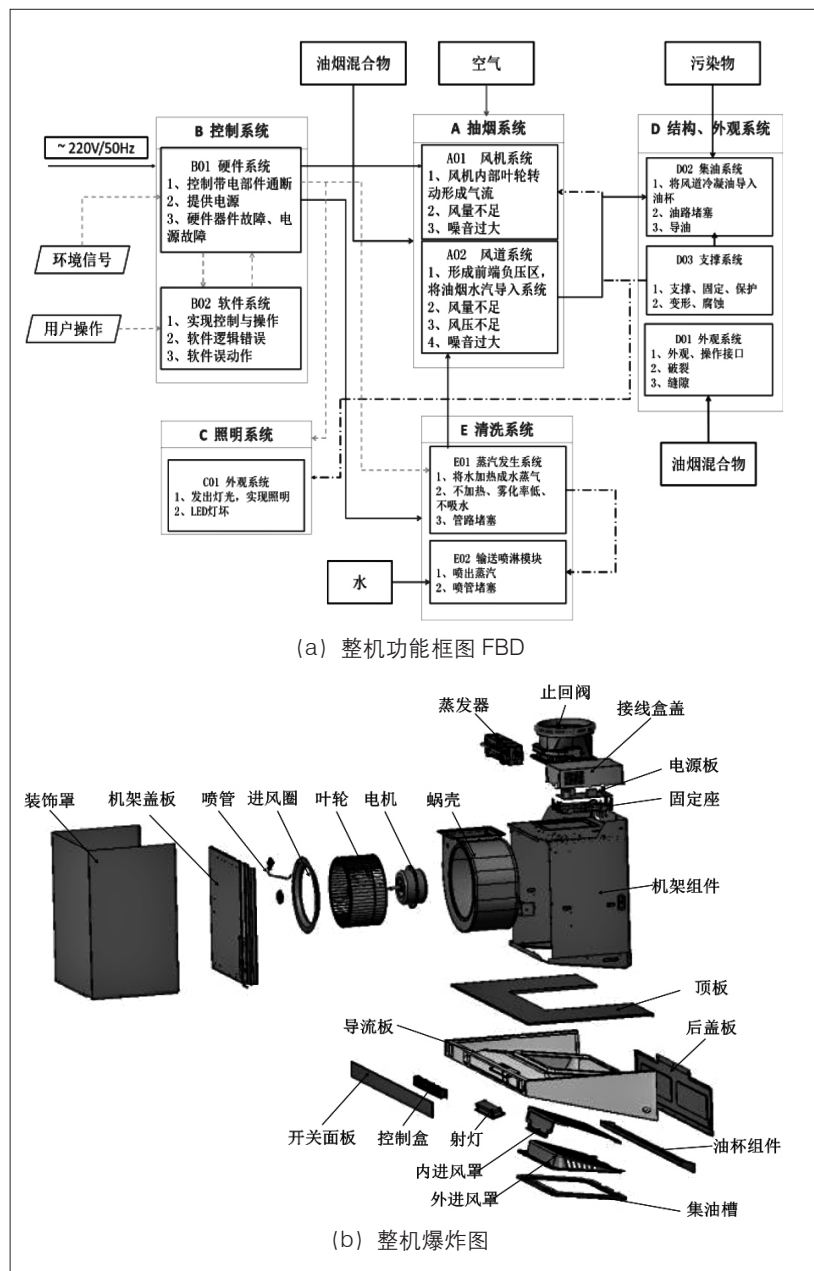 油烟混合物
空气
污染物
~ 220V/50Hz
B 控制系统
B01 硬件系统
1、控制带电部件通断
2、提供电源
3、硬件器件故障、电
源故障
环境信号
用户操作
B02 软件系统
1、实现控制与操作
2、软件逻辑错误
3、软件误动作
A 抽烟系统
A01 风机系统
1、风机内部叶轮转
动形成气流
2、风量不足
3、噪音过大
A02 风道系统
1、形成前端负压区，
将油烟水汽导入系统
2、风量不足
3、风压不足
4、噪音过大
D 结构、外观系统
D02 集油系统
1、将风道冷凝油导入
油杯
2、油路堵塞
3、导油
D03 支撑系统
1、支撑、固定、保护
2、变形、腐蚀
D01 外观系统
1、外观、操作接口
2、破裂
3、缝隙
油烟混合物
C 照明系统
C01 外观系统
1、发出灯光，实现照明
2、LED灯坏
E 清洗系统
E01 蒸汽发生系统
1、将水加热成水蒸气
2、不加热、雾化率低、
不吸水
3、管路堵塞
E02 输送喷淋模块
1、喷出蒸汽
2、喷管堵塞
水
(a) 整机功能框图 FBD
止回阀
蒸发器
接线盒盖
电源板
固定座
装饰罩
机架盖板
喷管
进风圈
叶轮
电机
蜗壳
机架组件
顶板
导流板
后盖板
开关面板
控制盒
射灯
内进风罩
外进风罩
油杯组件
集油槽
(b) 整机爆炸图